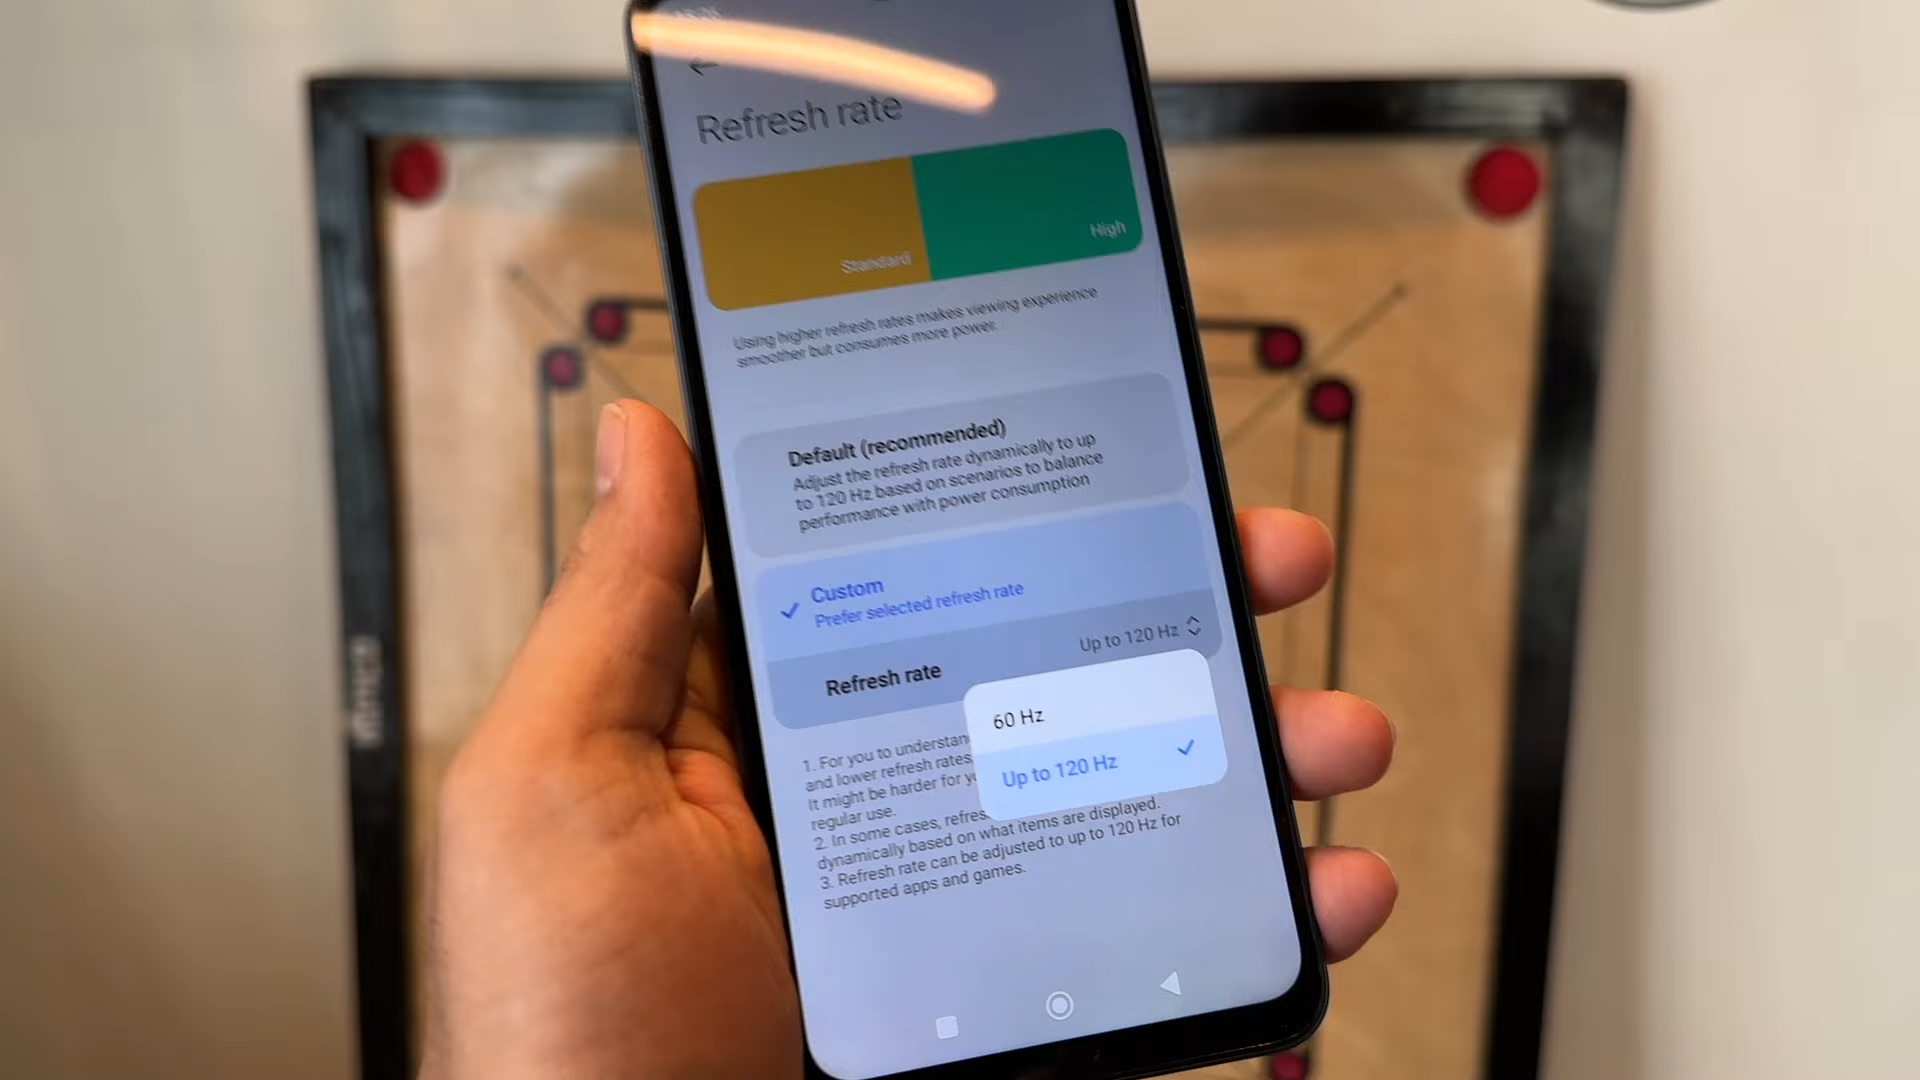 Refresh rate
Standard
High
Using higher refresh rates makes viewing experience
smoother but consumes more power.
Default (recommended)
Adjust the refresh rate dynamically to up
to 120 Hz based on scenarios to balance
performance with power consumption
Custom
Prefer selected refresh rate
Refresh rate
Up to 120 Hz
60 Hz
Up to 120 Hz
1. For you to understan
and lower refresh rates,
It might be harder for
regular use.
2. In some cases, refres
dynamically based on what items are displayed.
3. Refresh rate can be adjusted to up to 120 Hz for
supported apps and games.